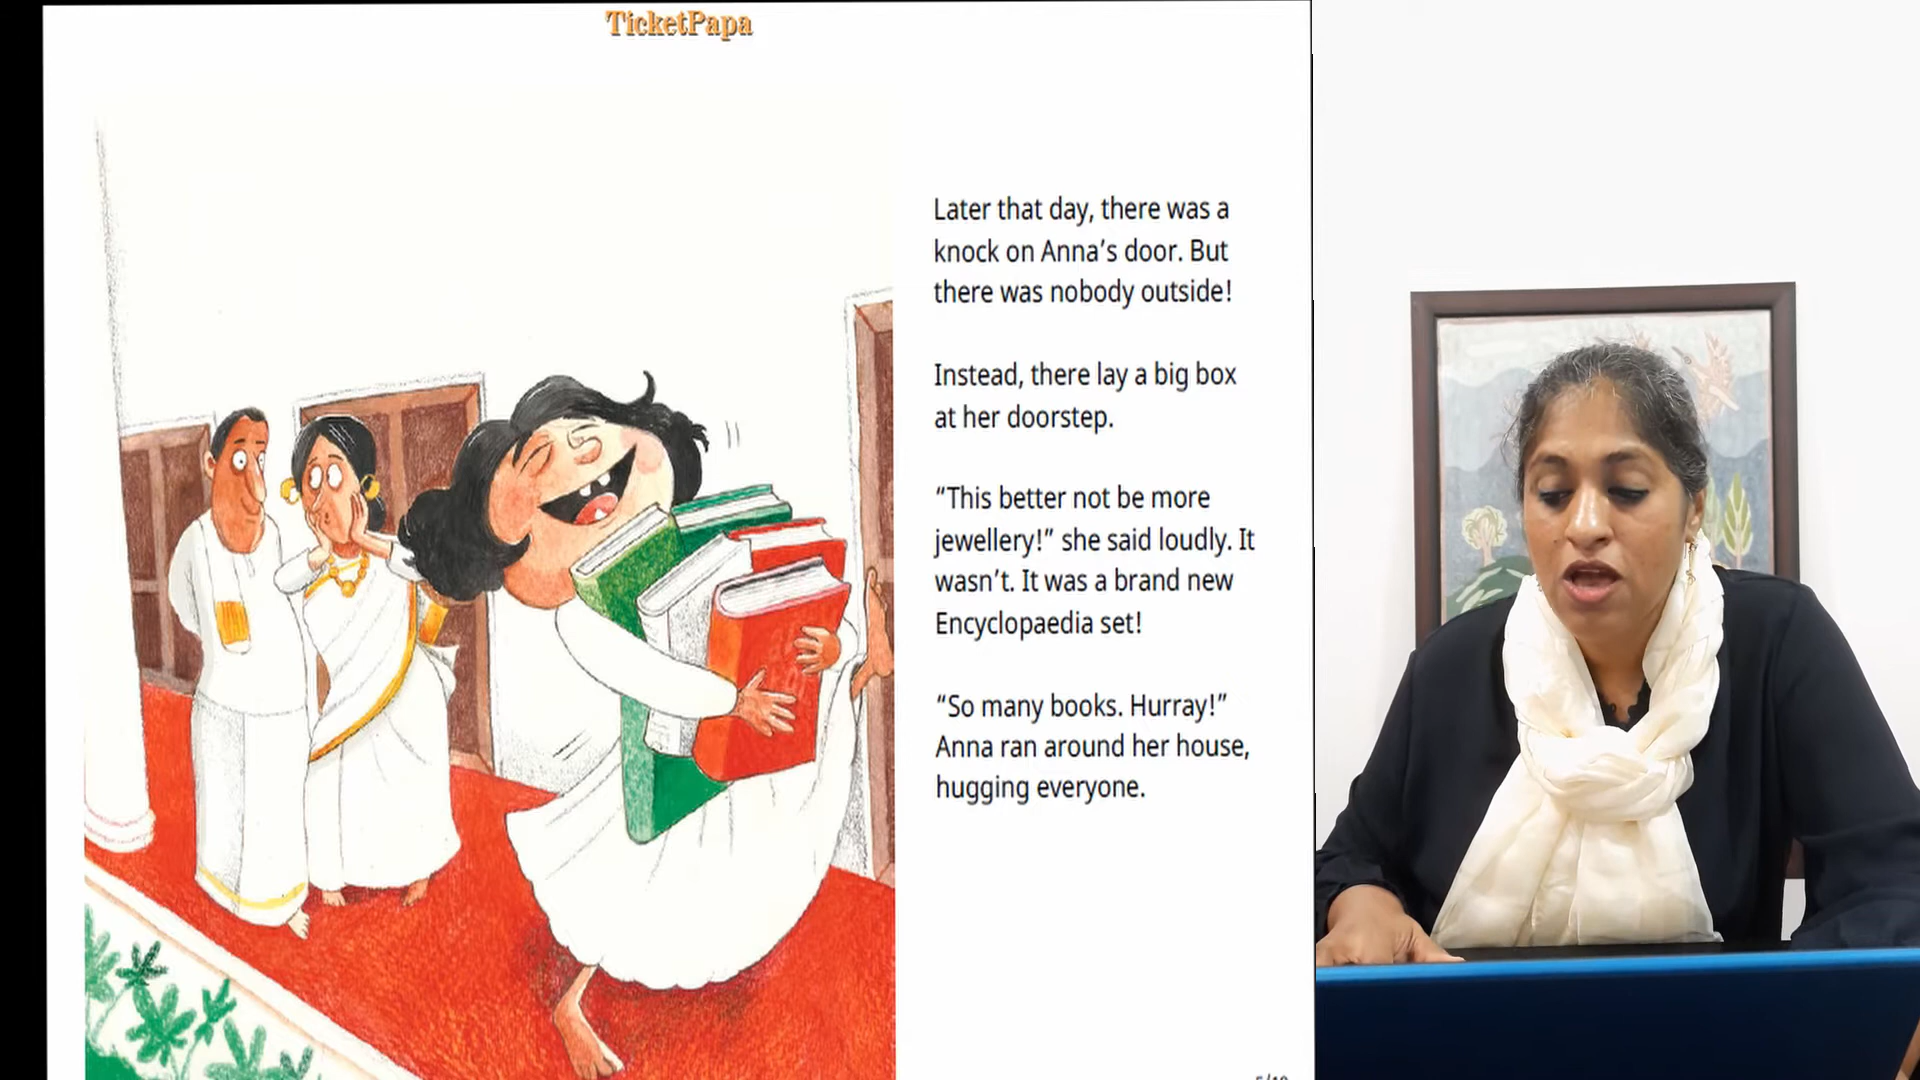 TicketPapa
Later that day, there was a
knock on Anna’s door. But
there was nobody outside!
Instead, there lay a big box
at her doorstep.
“This better not be more
jewellery!” she said loudly. It
wasn’t. It was a brand new
Encyclopaedia set!
“So many books. Hurray!”
Anna ran around her house,
hugging everyone.